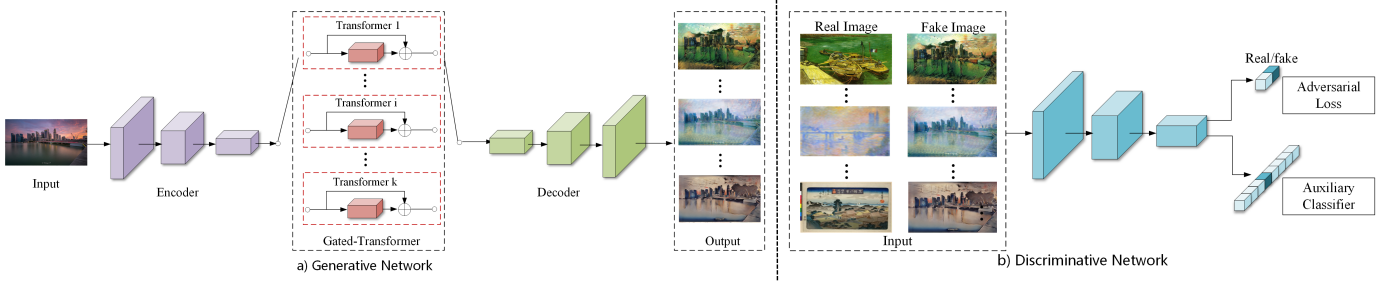 Input
Encoder
Transformer 1
Transformer i
Transformer k
Gated-Transformer
Decoder
Output
a) Generative Network
Real Image
Fake Image
Input
Real/fake
Adversarial
Loss
Auxiliary
Classifier
b) Discriminative Network